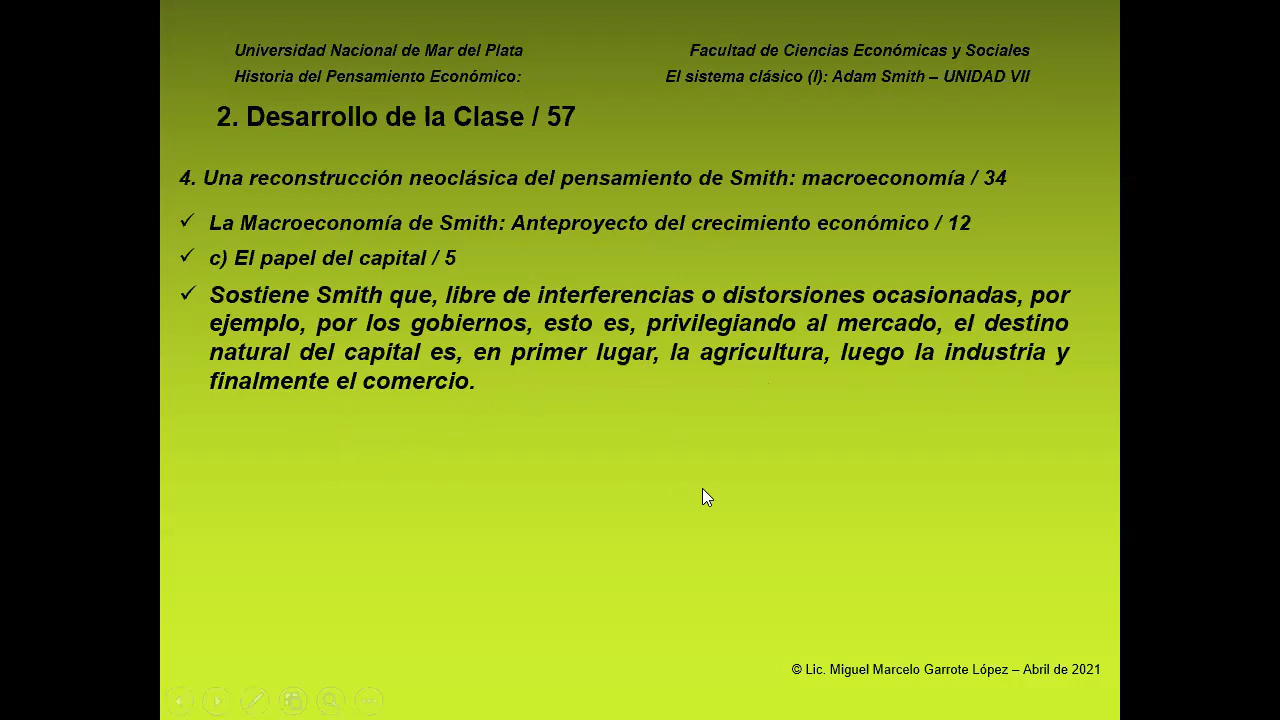 Universidad Nacional de Mar del Plata Facultad de Ciencias Económicas y Sociales
Historia del Pensamiento Económico: El sistema clásico (I): Adam Smith – UNIDAD VII
2. Desarrollo de la Clase / 57
4. Una reconstrucción neoclásica del pensamiento de Smith: macroeconomía / 34
✓ La Macroeconomía de Smith: Anteproyecto del crecimiento económico / 12
✓ c) El papel del capital / 5
✓ Sostiene Smith que, libre de interferencias o distorsiones ocasionadas, por
ejemplo, por los gobiernos, esto es, privilegiando al mercado, el destino
natural del capital es, en primer lugar, la agricultura, luego la industria y
finalmente el comercio.
© Lic. Miguel Marcelo Garrote López – Abril de 2021